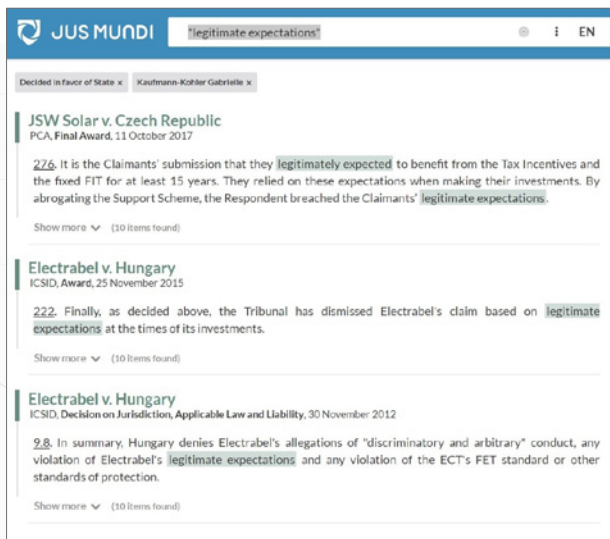 JUS MUNDI
"legitimate expectations"
EN
Decided in favor of State ×
Kaufmann-Kohler Gabrielle ×
JSW Solar v. Czech Republic
PCA, Final Award, 11 October 2017
276. It is the Claimants' submission that they legitimately expected to benefit from the Tax Incentives and
the fixed FIT for at least 15 years. They relied on these expectations when making their investments. By
abrogating the Support Scheme, the Respondent breached the Claimants' legitimate expectations.
Show more (10 items found)
Electrabel v. Hungary
ICSID, Award, 25 November 2015
222. Finally, as decided above, the Tribunal has dismissed Electrabel's claim based on legitimate
expectations at the times of its investments.
Show more (10 items found)
Electrabel v. Hungary
ICSID, Decision on Jurisdiction, Applicable Law and Liability, 30 November 2012
9.8. In summary, Hungary denies Electrabel's allegations of "discriminatory and arbitrary" conduct, any
violation of Electrabel's legitimate expectations and any violation of the ECT's FET standard or other
standards of protection.
Show more (10 items found)